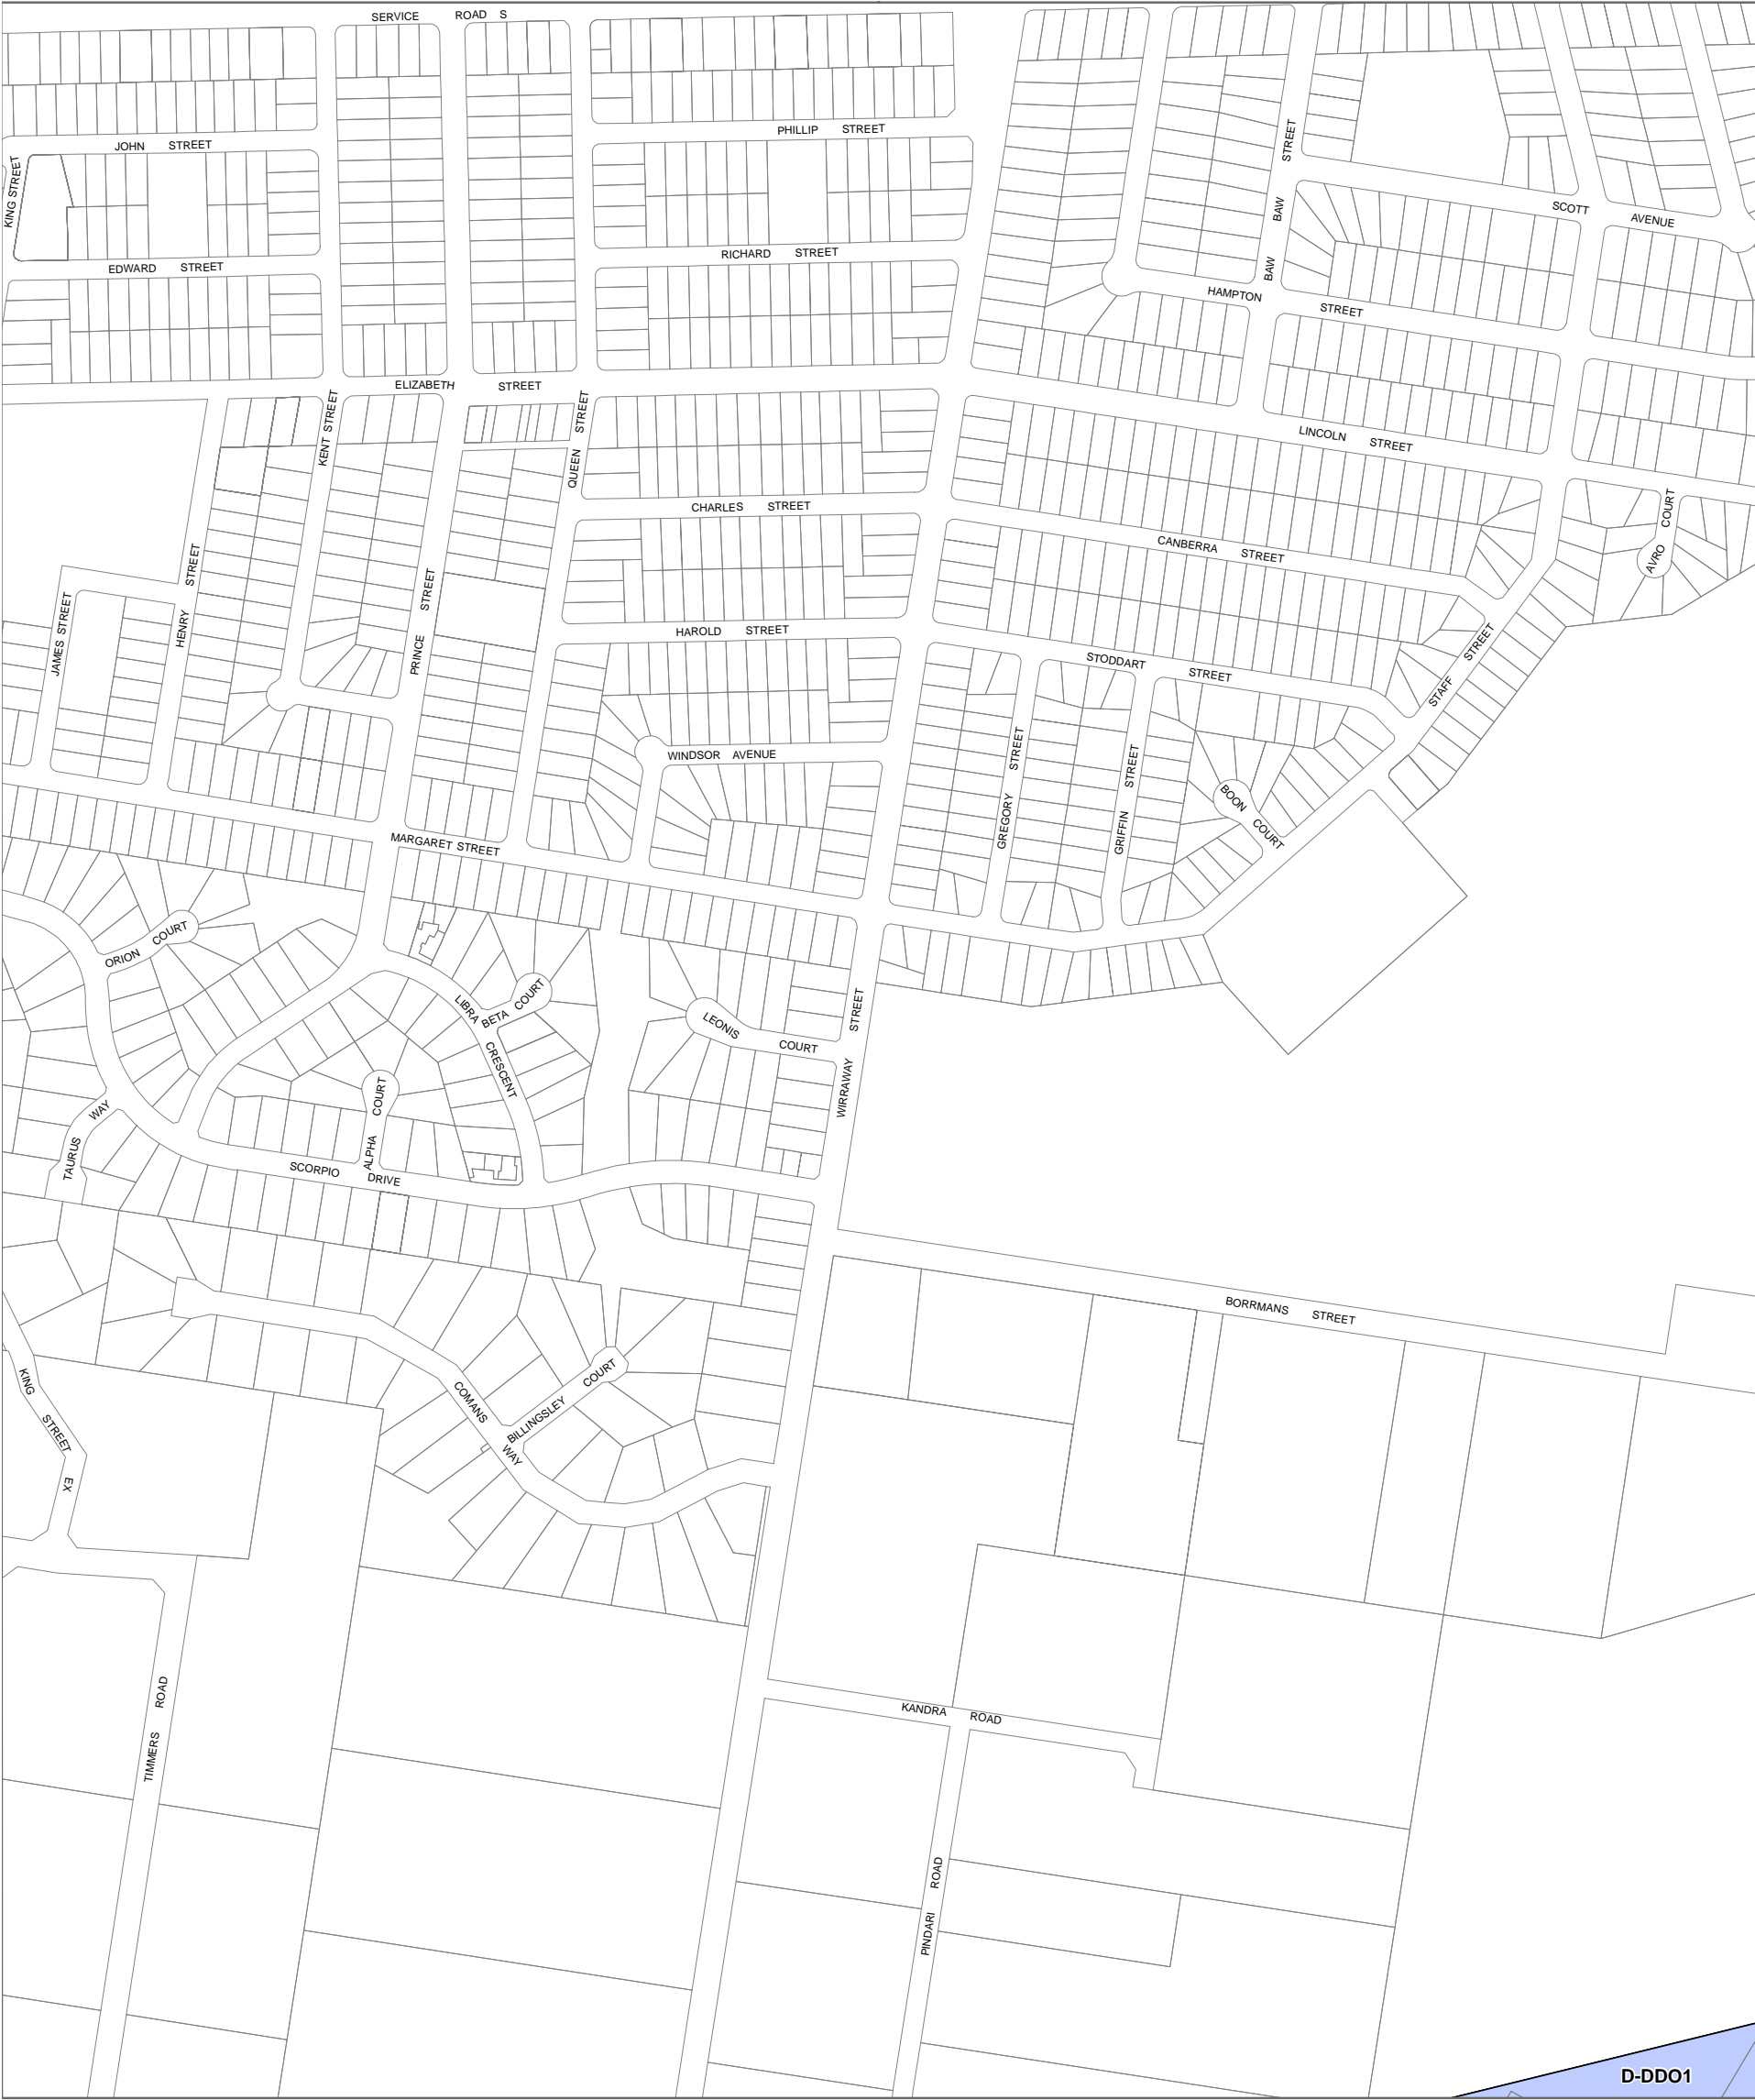 SERVICE ROAD S
PHILLIP STREET
JOHN STREET
KING STREET
STREET
BAW
BAW
SCOTT AVENUE
EDWARD STREET
RICHARD STREET
HAMPTON STREET
ELIZABETH STREET
KENT STREET
QUEEN STREET
LINCOLN STREET
CHARLES STREET
CANBERRA STREET
AVRO COURT
HENRY STREET
JAMES STREET
PRINCE STREET
HAROLD STREET
STODDART STREET
STAFF STREET
WINDSOR AVENUE
GREGORY STREET
GRIFFIN STREET
BOON COURT
MARGARET STREET
ORION COURT
LIBRA CRESCENT
BETA COURT
LEONIS COURT
WIRRAWAY STREET
ALPHA COURT
TAURUS WAY
SCORPIO DRIVE
BORRMANS STREET
KING STREET EX
COMANS WAY
BILLINGSLEY COURT
TIMMERS ROAD
KANDRA ROAD
PINDARI ROAD
D-DDO1